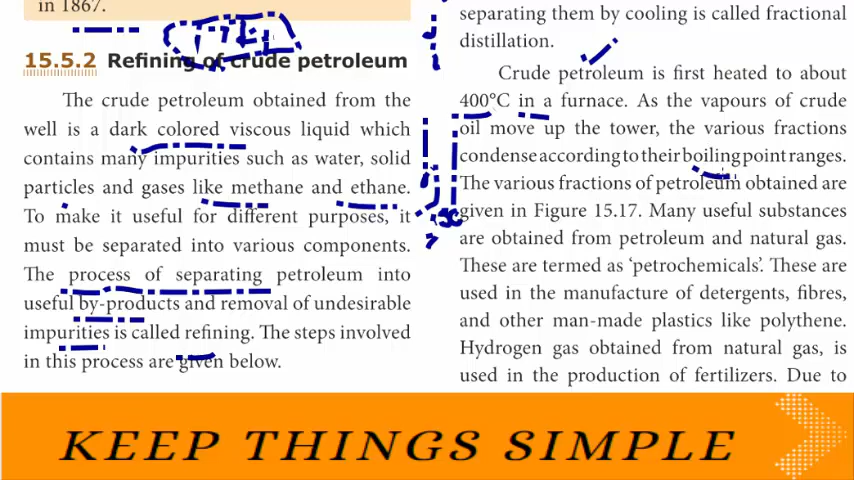 in 1867.
15.5.2 Refining of crude petroleum
The crude petroleum obtained from the
well is a dark colored viscous liquid which
contains many impurities such as water, solid
particles and gases like methane and ethane.
To make it useful for different purposes, it
must be separated into various components.
The process of separating petroleum into
useful by-products and removal of undesirable
impurities is called refining. The steps involved
in this process are given below.
separating them by cooling is called fractional
distillation.
Crude petroleum is first heated to about
400°C in a furnace. As the vapours of crude
oil move up the tower, the various fractions
condense according to their boiling point ranges.
The various fractions of petroleum obtained are
given in Figure 15.17. Many useful substances
are obtained from petroleum and natural gas.
These are termed as ‘petrochemicals’. These are
used in the manufacture of detergents, fibres,
and other man-made plastics like polythene.
Hydrogen gas obtained from natural gas, is
used in the production of fertilizers. Due to
KEEP THINGS SIMPLE